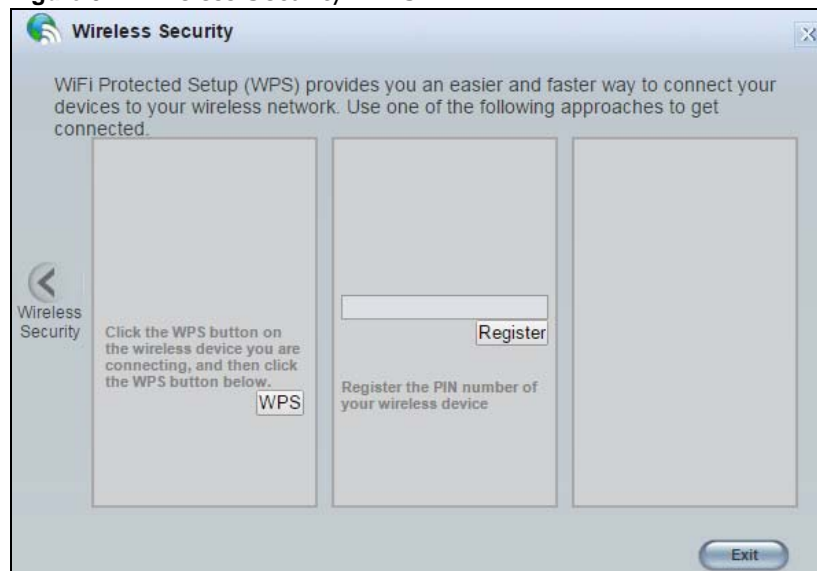 Wireless Security
WiFi Protected Setup (WPS) provides you an easier and faster way to connect your
devices to your wireless network. Use one of the following approaches to get
connected.
Wireless
Security
Click the WPS button on
the wireless device you are
connecting, and then click
the WPS button below.
WPS
Register
Register the PIN number of
your wireless device
Exit